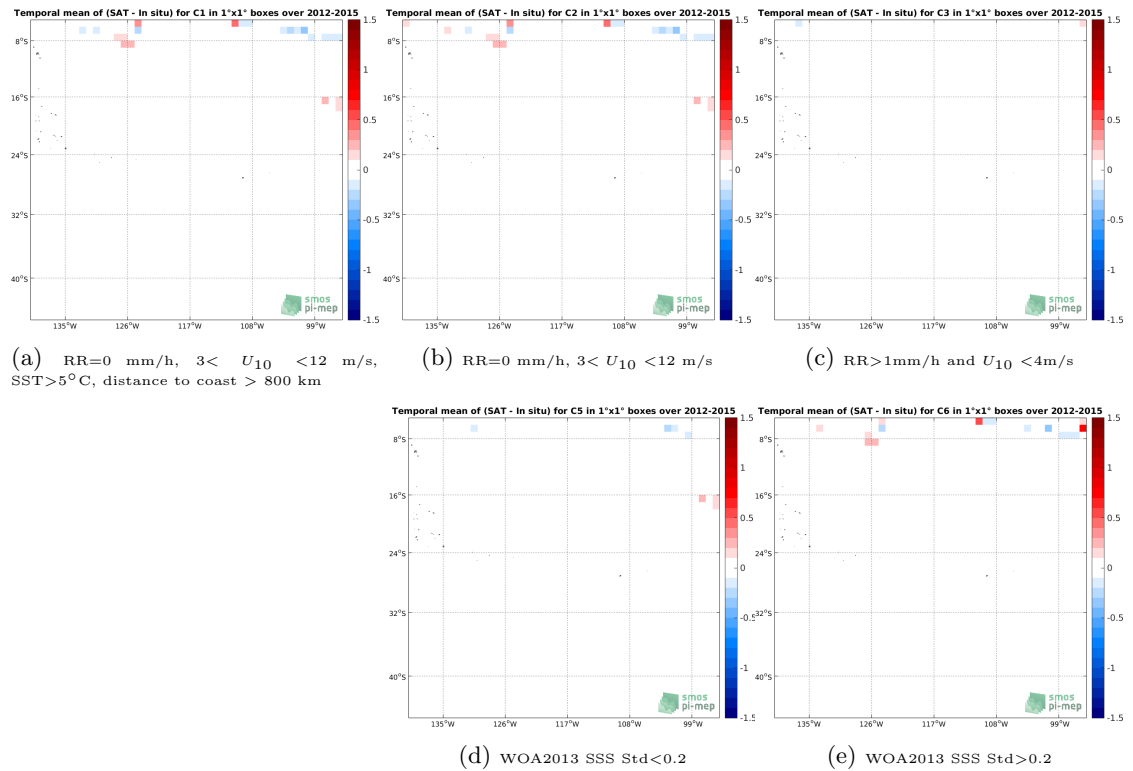 Temporal mean of (SAT - In situ) for C1 in 1°x1° boxes over 2012-2015
8°S
16°S
24°S
32°S
40°S
135°W 126°W 117°W 108°W 99°W
1.5
1
0.5
0
-0.5
-1
-1.5
smos
pi-mep
(a) RR=0 mm/h, 3< U10 <12 m/s,
SST>5°C, distance to coast > 800 km
Temporal mean of (SAT - In situ) for C2 in 1°x1° boxes over 2012-2015
8°S
16°S
24°S
32°S
40°S
135°W 126°W 117°W 108°W 99°W
1.5
1
0.5
0
-0.5
-1
-1.5
smos
pi-mep
(b) RR=0 mm/h, 3< U10 <12 m/s
Temporal mean of (SAT - In situ) for C3 in 1°x1° boxes over 2012-2015
8°S
16°S
24°S
32°S
40°S
135°W 126°W 117°W 108°W 99°W
1.5
1
0.5
0
-0.5
-1
-1.5
smos
pi-mep
(c) RR>1mm/h and U10 <4m/s
Temporal mean of (SAT - In situ) for C5 in 1°x1° boxes over 2012-2015
8°S
16°S
24°S
32°S
40°S
135°W 126°W 117°W 108°W 99°W
1.5
1
0.5
0
-0.5
-1
-1.5
smos
pi-mep
(d) WOA2013 SSS Std<0.2
Temporal mean of (SAT - In situ) for C6 in 1°x1° boxes over 2012-2015
8°S
16°S
24°S
32°S
40°S
135°W 126°W 117°W 108°W 99°W
1.5
1
0.5
0
-0.5
-1
-1.5
smos
pi-mep
(e) WOA2013 SSS Std>0.2